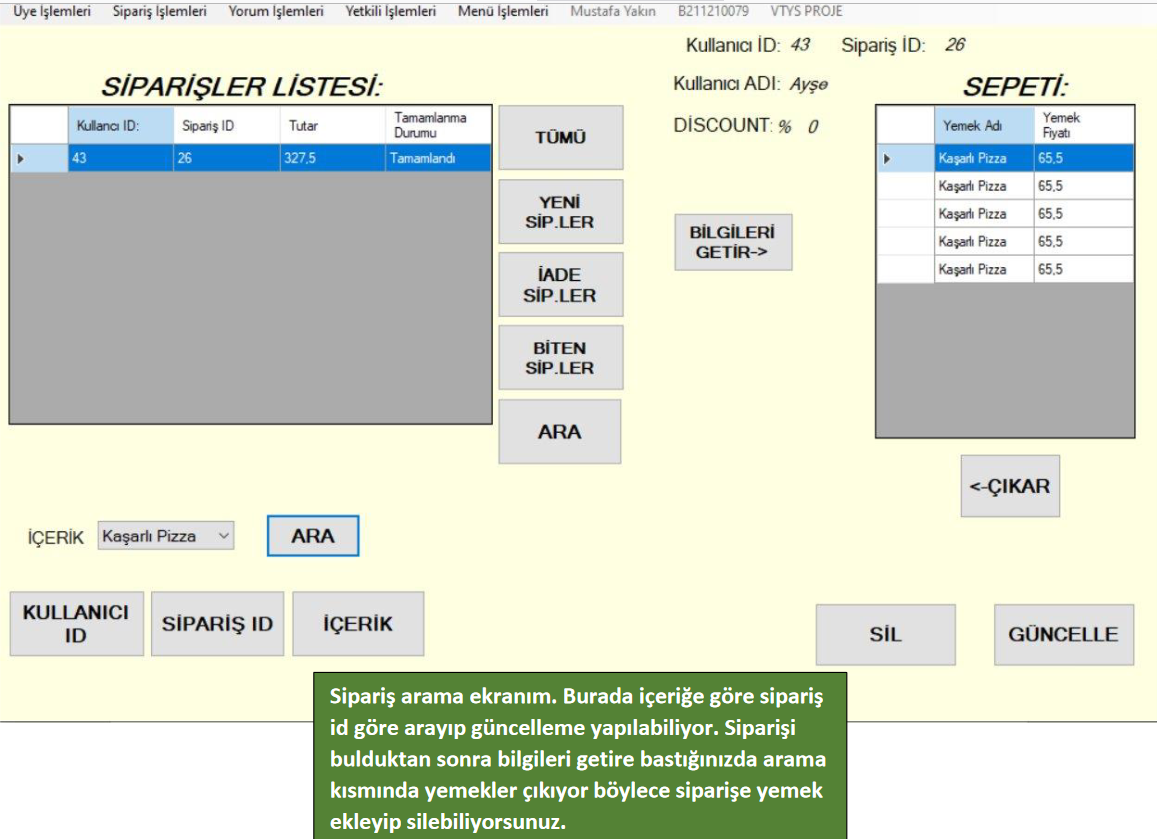 Üye İşlemleri Sipariş İşlemleri Yorum İşlemleri Yetkili İşlemleri Menü İşlemleri Mustafa Yakın B211210079 VTYS PROJE
Kullanıcı İD: 43 Sipariş İD: 26
SİPARİŞLER LİSTESİ:
Kullanıcı ADI: Ayşe
SEPETİ:
DİSCOUNT: % 0
Kullancı ID: Sipariş ID Tutar Tamamlanma Durumu
43 26 327,5 Tamamlandı
TÜMÜ
YENİ
SİP.LER
İADE
SİP.LER
BİTEN
SİP.LER
ARA
BİLGİLERİ
GETİR->
Yemek Adı Yemek Fiyatı
Kaşarlı Pizza 65,5
Kaşarlı Pizza 65,5
Kaşarlı Pizza 65,5
Kaşarlı Pizza 65,5
Kaşarlı Pizza 65,5
<-ÇIKAR
İÇERİK Kaşarlı Pizza ARA
KULLANICI
ID
SİPARİŞ ID
İÇERİK
SİL
GÜNCELLE
Sipariş arama ekranım. Burada içeriğe göre sipariş
id göre arayıp güncelleme yapılabiliyor. Siparişi
bulduktan sonra bilgileri getire bastığınızda arama
kısmında yemekler çıkıyor böylece siparişe yemek
ekleyip silebiliyorsunuz.